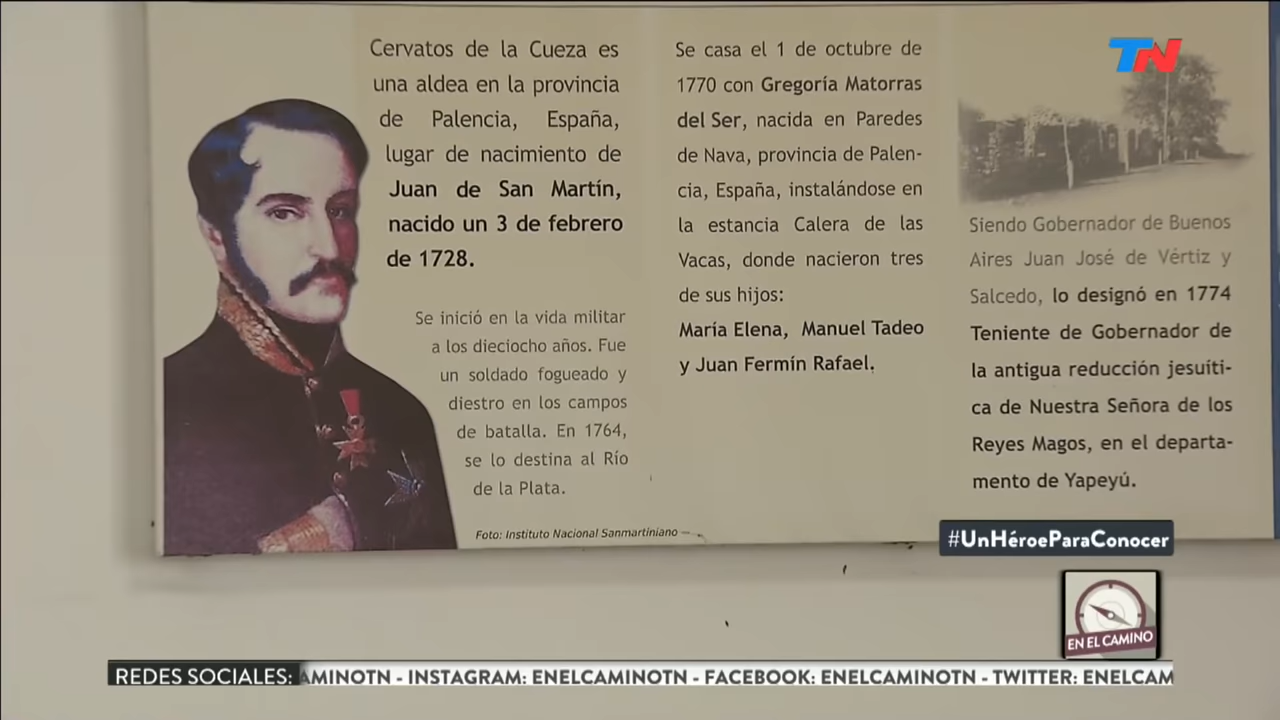 Cervatos de la Cueza es
una aldea en la provincia
de Palencia, España,
lugar de nacimiento de
Juan de San Martín,
nacido un 3 de febrero
de 1728.
Se inició en la vida militar
a los dieciocho años. Fue
un soldado fogueado y
diestro en los campos
de batalla. En 1764,
se lo destina al Río
de la Plata.
Foto: Instituto Nacional Sanmartiniano
Se casa el 1 de octubre de
1770 con Gregoría Matorras
del Ser, nacida en Paredes
de Nava, provincia de Palen-
cia, España, instalándose en
la estancia Calera de las
Vacas, donde nacieron tres
de sus hijos:
María Elena, Manuel Tadeo
y Juan Fermín Rafael.
TN
Siendo Gobernador de Buenos
Aires Juan José de Vértiz y
Salcedo, lo designó en 1774
Teniente de Gobernador de
la antigua reducción jesuíti-
ca de Nuestra Señora de los
Reyes Magos, en el departa-
mento de Yapeyú.
#UnHéroeParaConocer
EN EL CAMINO
REDES SOCIALES: AMINOTN - INSTAGRAM: ENELCAMINOTN - FACEBOOK: ENELCAMINOTN - TWITTER: ENELCAM